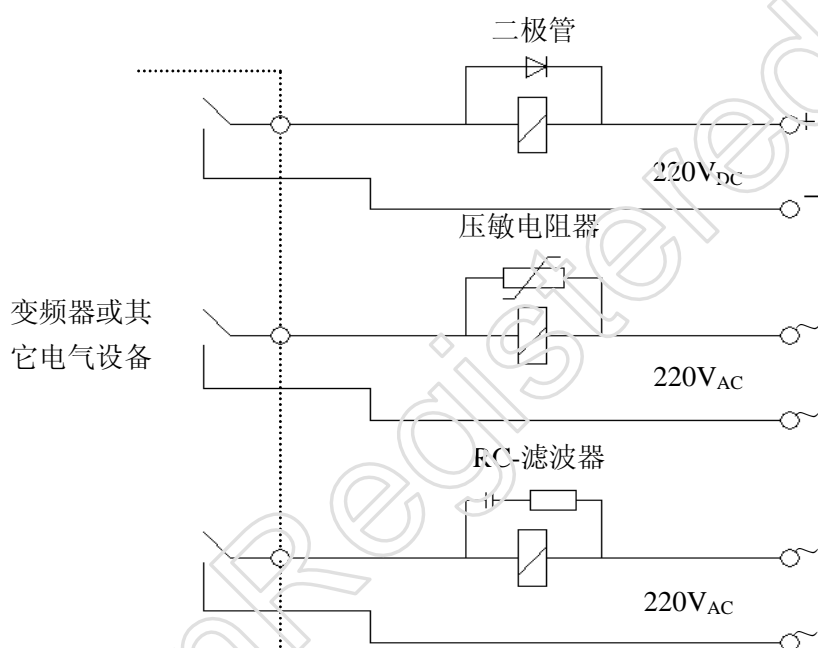 二极管
+
220VDC
−
压敏电阻器
变频器或其
它电气设备
~
220VAC
~
RC-滤波器
~
220VAC
~
nRegistered